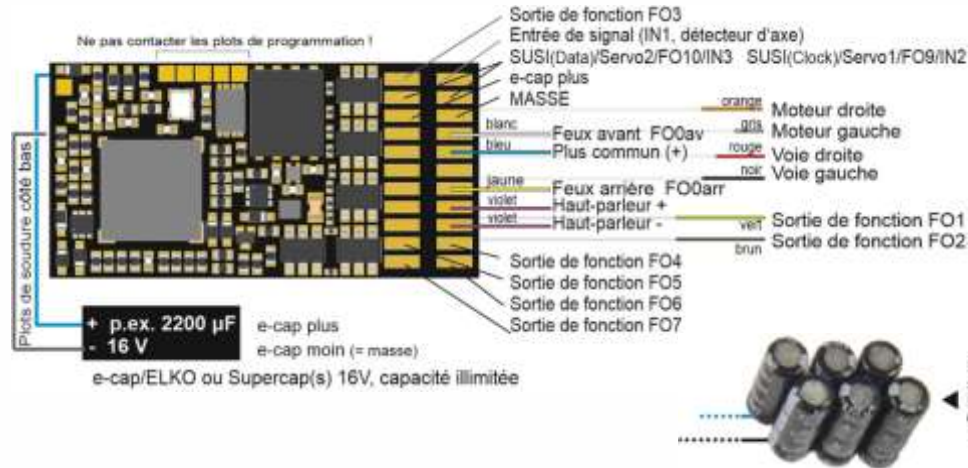 Sortie de fonction FO3
Entrée de signal (IN1, détecteur d'axe)
Ne pas contacter les plots de programmation !
SUSI(Data)/Servo2/FO10/IN3 SUSI(Clock)/Servo1/FO9/IN2
e-cap plus
MASSE
orange
Moteur droite
blanc
Feux avant FO0av
gris
Moteur gauche
bleu
Plus commun (+)
rouge
Voie droite
noir
Voie gauche
jaune
Feux arrière FO0arr
violet
Haut-parleur +
violet
Haut-parleur -
vert
Sortie de fonction FO1
brun
Sortie de fonction FO2
Sortie de fonction FO4
Sortie de fonction FO5
Sortie de fonction FO6
Sortie de fonction FO7
Plots de soudure côté bas
+ p.ex. 2200 µF
- 16 V
e-cap plus
e-cap moin (= masse)
e-cap/ELKO ou Supercap(s) 16V, capacité illimitée